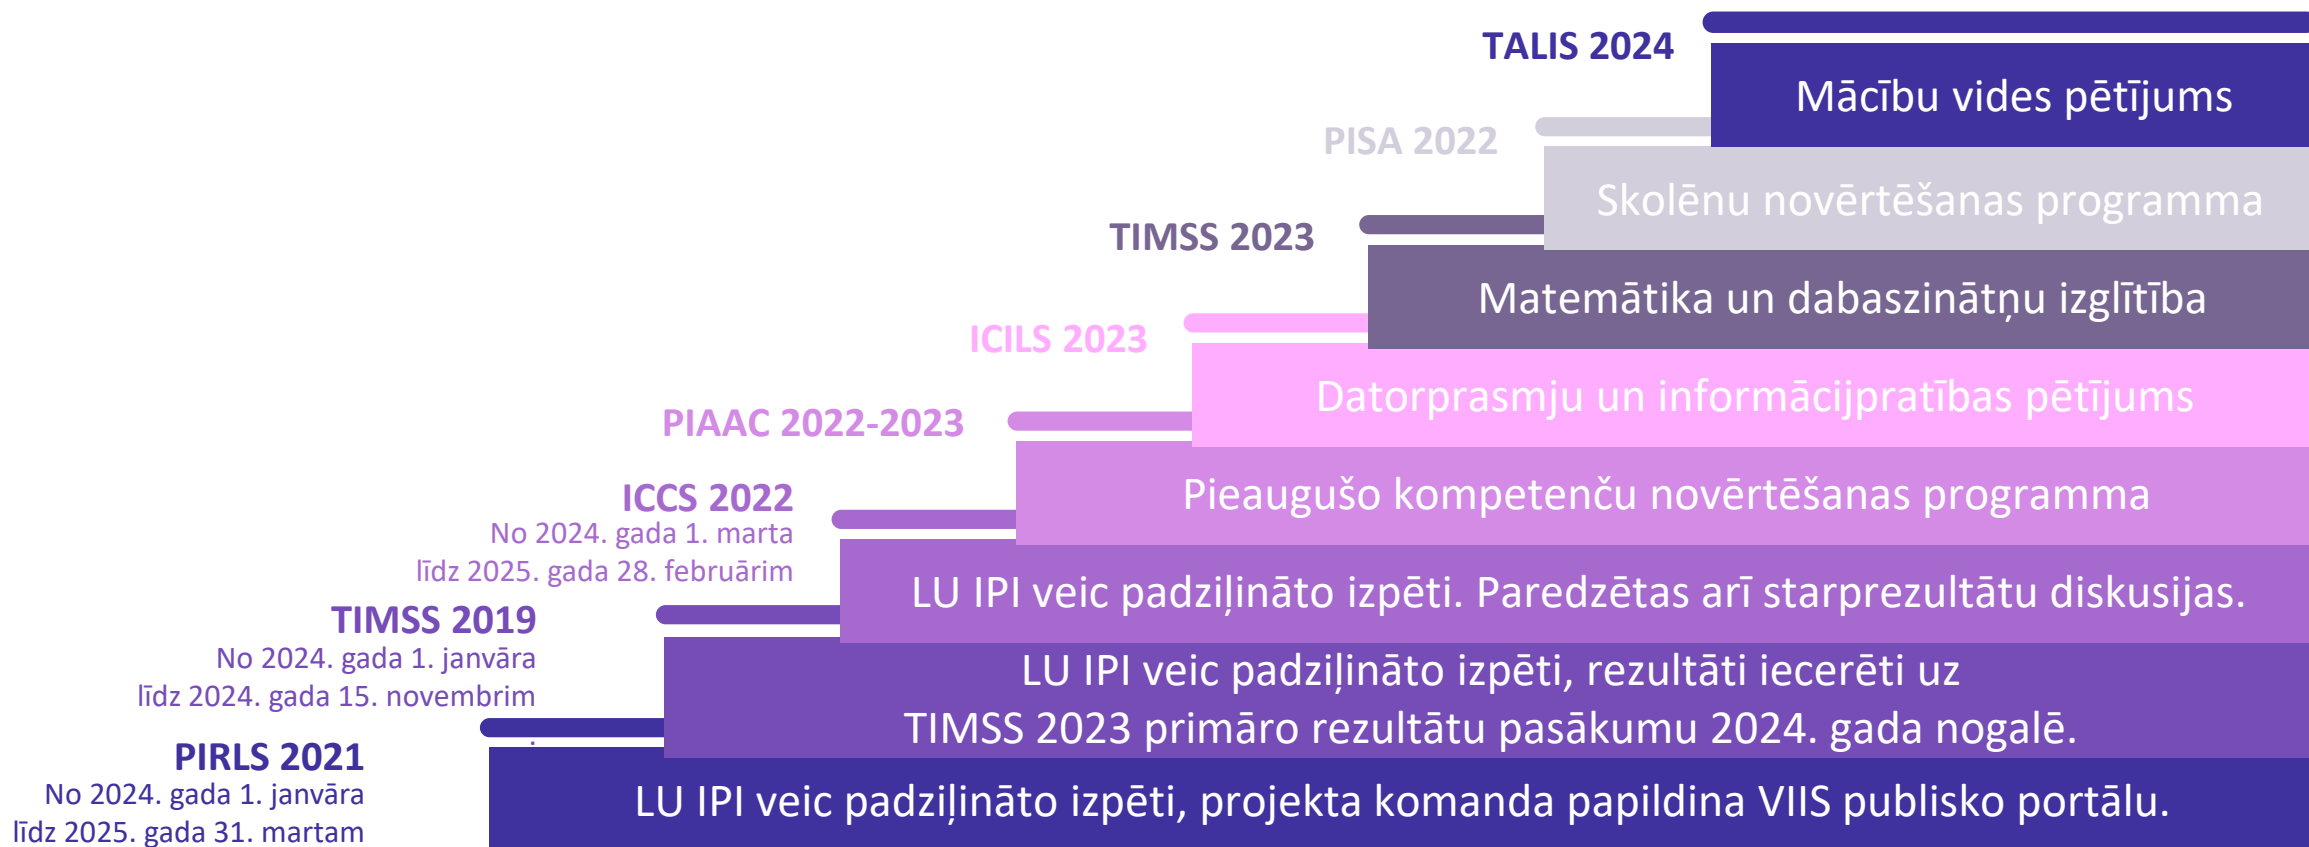 TALIS 2024
Mācību vides pētījums
PISA 2022
Skolēnu novērtēšanas programma
TIMSS 2023
Matemātika un dabaszinātņu izglītība
ICILS 2023
Datorprasmju un informācijpratības pētījums
PIAAC 2022-2023
Pieaugušo kompetenču novērtēšanas programma
ICCS 2022
No 2024. gada 1. marta
līdz 2025. gada 28. februārim
LU IPI veic padziļināto izpēti. Paredzētas arī starprezultātu diskusijas.
TIMSS 2019
No 2024. gada 1. janvāra
līdz 2024. gada 15. novembrim
.
LU IPI veic padziļināto izpēti, rezultāti iecerēti uz
TIMSS 2023 primāro rezultātu pasākumu 2024. gada nogalē.
PIRLS 2021
No 2024. gada 1. janvāra
līdz 2025. gada 31. martam
LU IPI veic padziļināto izpēti, projekta komanda papildina VIIS publisko portālu.